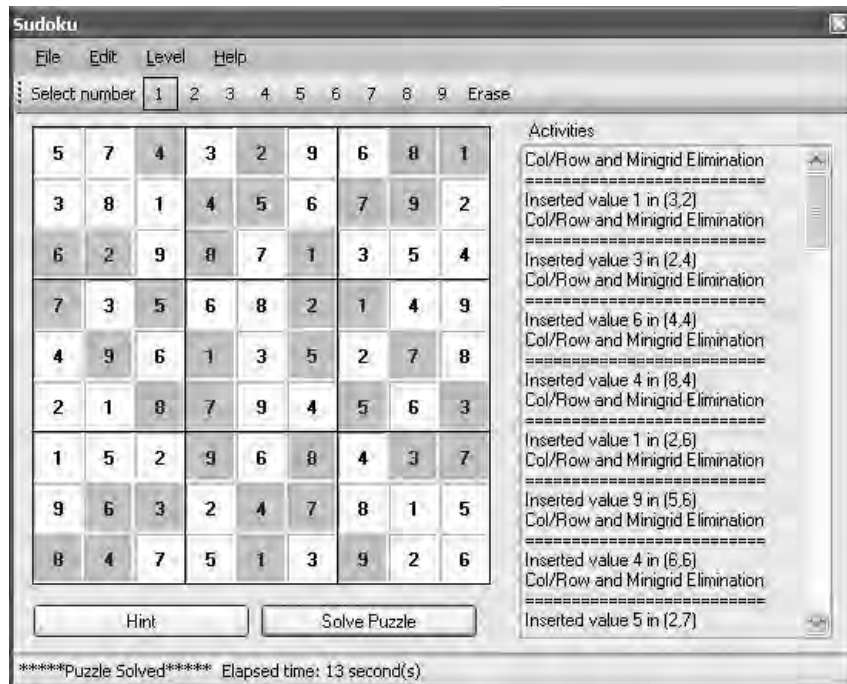 Sudoku
File Edit Level Help
Select number 1 2 3 4 5 6 7 8 9 Erase
5 7 4 3 2 9 6 8 1
3 8 1 4 5 6 7 9 2
6 2 9 8 7 1 3 5 4
7 3 5 6 8 2 1 4 9
4 9 6 1 3 5 2 7 8
2 1 8 7 9 4 5 6 3
1 5 2 9 6 8 4 3 7
9 6 3 2 4 7 8 1 5
8 4 7 5 1 3 9 2 6
Hint Solve Puzzle
Activities
Col/Row and Minigrid Elimination
===========================
Inserted value 1 in (3,2)
Col/Row and Minigrid Elimination
===========================
Inserted value 3 in (2,4)
Col/Row and Minigrid Elimination
===========================
Inserted value 6 in (4,4)
Col/Row and Minigrid Elimination
===========================
Inserted value 4 in (8,4)
Col/Row and Minigrid Elimination
===========================
Inserted value 1 in (2,6)
Col/Row and Minigrid Elimination
===========================
Inserted value 9 in (5,6)
Col/Row and Minigrid Elimination
===========================
Inserted value 4 in (6,6)
Col/Row and Minigrid Elimination
===========================
Inserted value 5 in (2,7)
*****Puzzle Solved***** Elapsed time: 13 second(s)